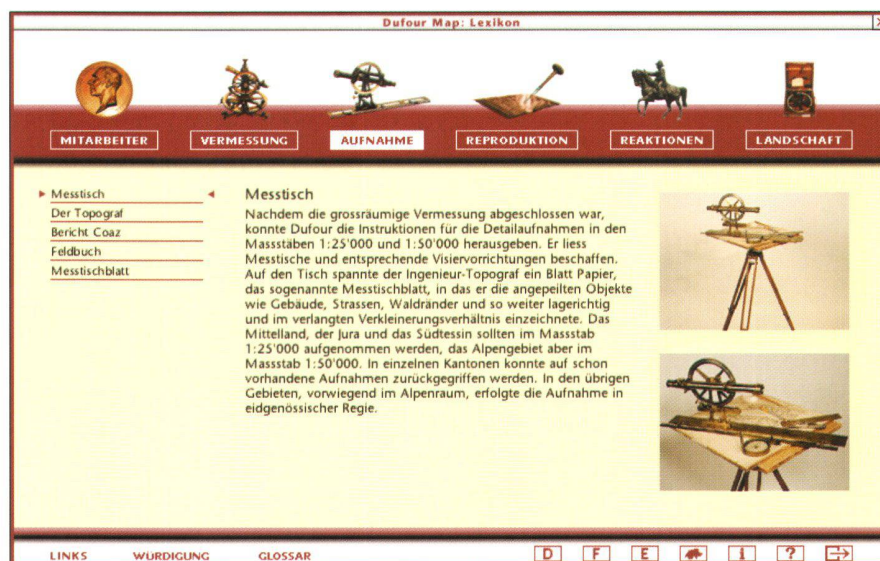 Dufour Map: Lexikon
MITARBEITER
VERMESSUNG
AUFNAHME
REPRODUKTION
REAKTIONEN
LANDSCHAFT
Messtisch
Der Topograf
Bericht Coaz
Feldbuch
Messtischblatt
Messtisch
Nachdem die grossräumige Vermessung abgeschlossen war,
konnte Dufour die Instruktionen für die Detailaufnahmen in den
Massstäben 1:25'000 und 1:50'000 herausgeben. Er liess
Messtische und entsprechende Visiervorrichtungen beschaffen.
Auf den Tisch spannte der Ingenieur-Topograf ein Blatt Papier,
das sogenannte Messtischblatt, in das er die angepeilten Objekte
wie Gebäude, Strassen, Waldränder und so weiter lagerichtig
und im verlangten Verkleinerungsverhältnis einzeichnete. Das
Mittelland, der Jura und das Südtessin sollten im Massstab
1:25'000 aufgenommen werden, das Alpengebiet aber im
Massstab 1:50'000. In einzelnen Kantonen konnte auf schon
vorhandene Aufnahmen zurückgegriffen werden. In den übrigen
Gebieten, vorwiegend im Alpenraum, erfolgte die Aufnahme in
eidgenössischer Regie.
LINKS
WÜRDIGUNG
GLOSSAR
D
F
E
i
?